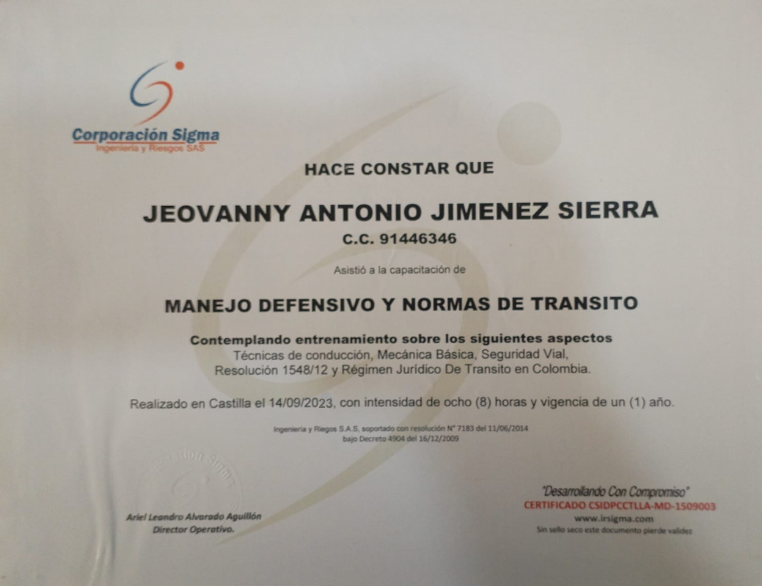 Corporación Sigma
Ingeniería y Riesgos SAS
HACE CONSTAR QUE
JEOVANNY ANTONIO JIMENEZ SIERRA
C.C. 91446346
Asistió a la capacitación de
MANEJO DEFENSIVO Y NORMAS DE TRANSITO
Contemplando entrenamiento sobre los siguientes aspectos
Técnicas de conducción, Mecánica Básica, Seguridad Vial,
Resolución 1548/12 y Régimen Jurídico De Transito en Colombia.
Realizado en Castilla el 14/09/2023, con intensidad de ocho (8) horas y vigencia de un (1) año.
Ingeniería y Riegos S.A.S, soportado con resolución N° 7183 del 11/06/2014
bajo Decreto 4904 del 16/12/2009
Sigma
Ariel Leandro Alvarado Aguillón
Director Operativo.
"Desarrollando Con Compromiso"
CERTIFICADO CSIDPCCTLLA-MD-1509003
www.irsigma.com
Sin sello seco este documento pierde validez